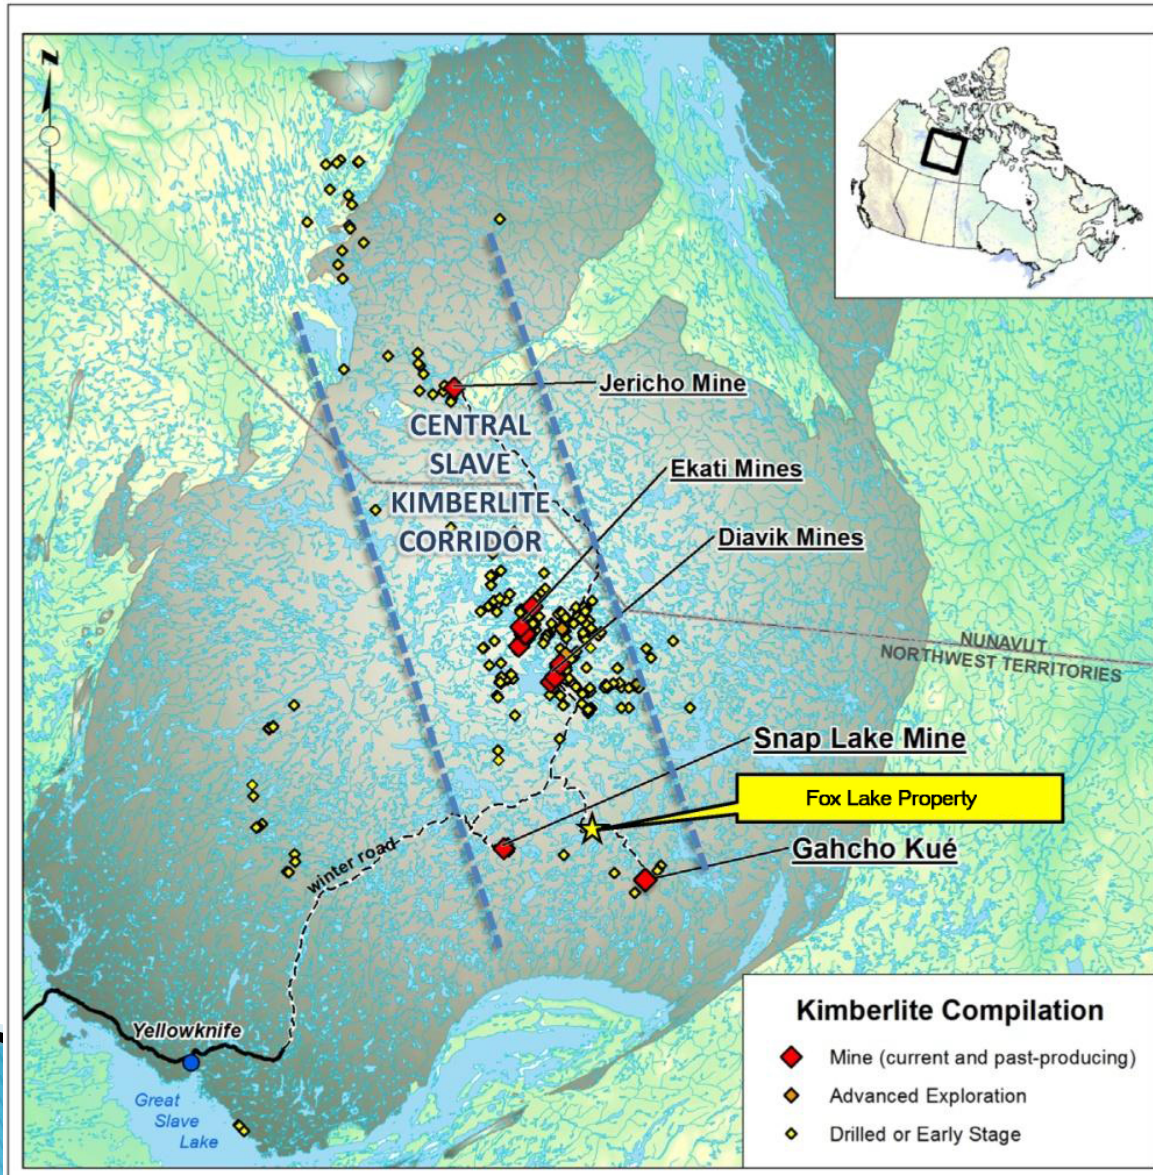 N
Jericho Mine
CENTRAL
SLAVE
KIMBERLITE
CORRIDOR
Ekati Mines
Diavik Mines
NUNAVUT
NORTHWEST TERRITORIES
Snap Lake Mine
Fox Lake Property
Gahcho Kué
winter road
Yellowknife
Great
Slave
Lake
Kimberlite Compilation
Mine (current and past-producing)
Advanced Exploration
Drilled or Early Stage